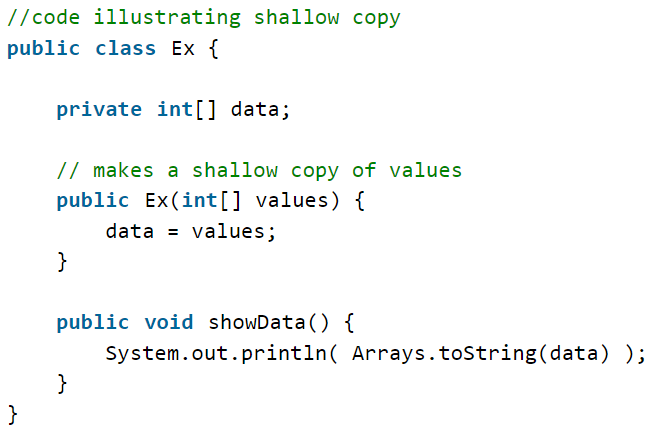 //code illustrating shallow copy
public class Ex {
private int[] data;
// makes a shallow copy of values
public Ex(int[] values) {
data = values;
}
public void showData() {
System.out.println( Arrays.toString(data) );
}
}